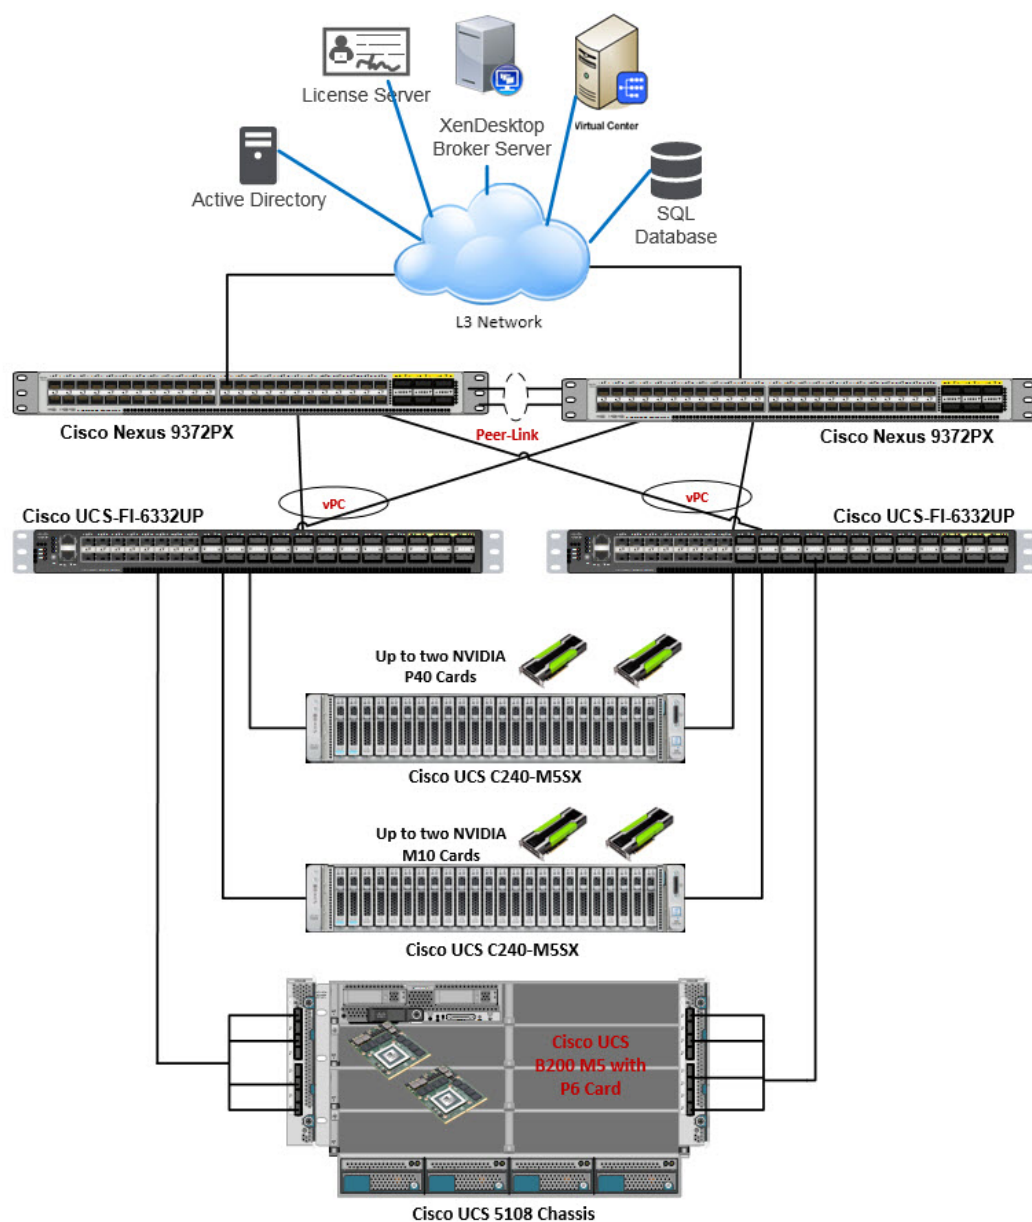 License Server
XenDesktop
Broker Server
Virtual Center
Active Directory
SQL
Database
L3 Network
Cisco Nexus 9372PX
Peer-Link
Cisco Nexus 9372PX
vPC
vPC
Cisco UCS-FI-6332UP
Cisco UCS-FI-6332UP
Up to two NVIDIA
P40 Cards
Cisco UCS C240-M5SX
Up to two NVIDIA
M10 Cards
Cisco UCS C240-M5SX
Cisco UCS
B200 M5 with
P6 Card
Cisco UCS 5108 Chassis